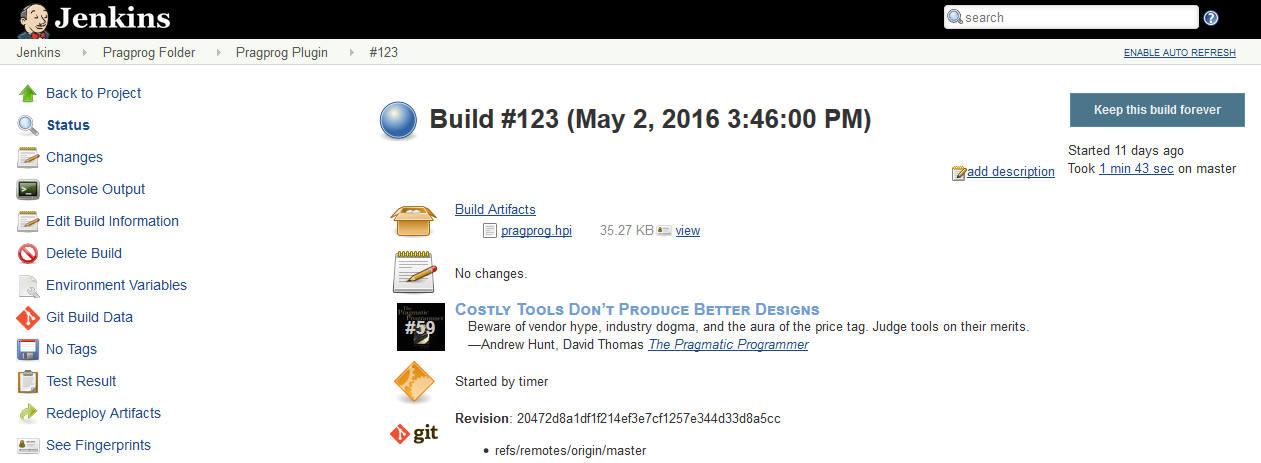 Jenkins
search
Jenkins Pragprog Folder Pragprog Plugin #123
ENABLE AUTO REFRESH
Back to Project
Status
Changes
Console Output
Edit Build Information
Delete Build
Environment Variables
Git Build Data
No Tags
Test Result
Redeploy Artifacts
See Fingerprints
Build #123 (May 2, 2016 3:46:00 PM)
Keep this build forever
Started 11 days ago
Took 1 min 43 sec on master
add description
Build Artifacts
pragprog.hpi 35.27 KB view
No changes.
The
Pragmatic
Programmer
#59
Costly Tools Don’t Produce Better Designs
Beware of vendor hype, industry dogma, and the aura of the price tag. Judge tools on their merits.
—Andrew Hunt, David Thomas The Pragmatic Programmer
Started by timer
git
Revision: 20472d8a1df1f214ef3e7cf1257e344d33d8a5cc
refs/remotes/origin/master